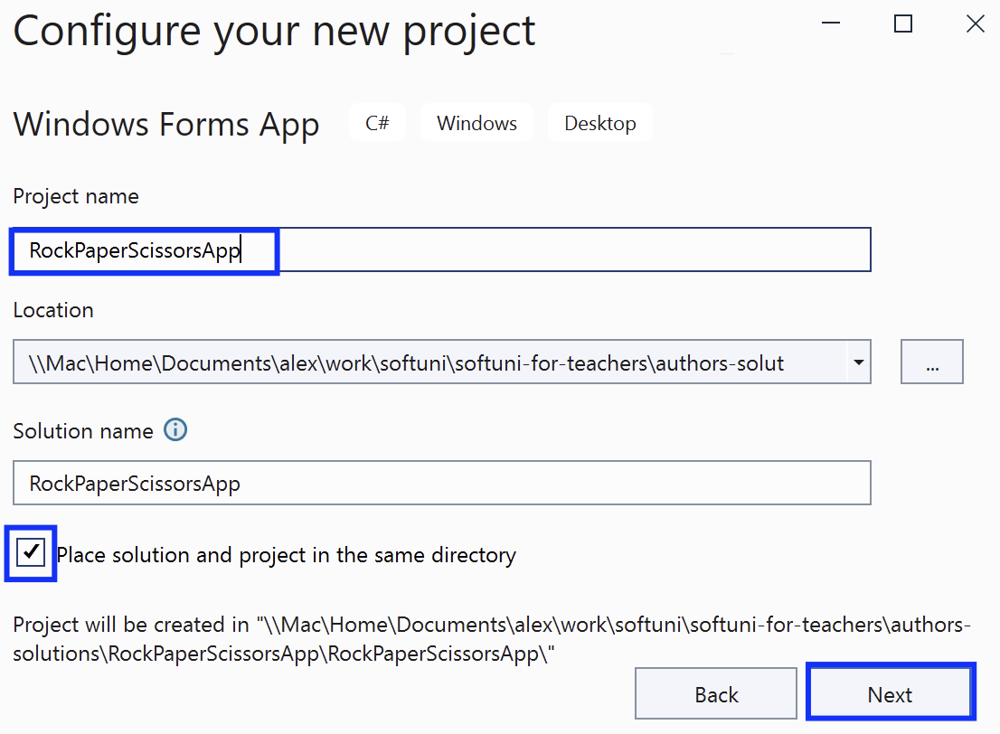 Configure your new project
Windows Forms App C# Windows Desktop
Project name
RockPaperScissorsApp
Location
\\Mac\Home\Documents\alex\work\softuni\softuni-for-teachers\authors-solut
...
Solution name
RockPaperScissorsApp
Place solution and project in the same directory
Project will be created in "\\Mac\Home\Documents\alex\work\softuni\softuni-for-teachers\authors-
solutions\RockPaperScissorsApp\RockPaperScissorsApp\"
Back Next